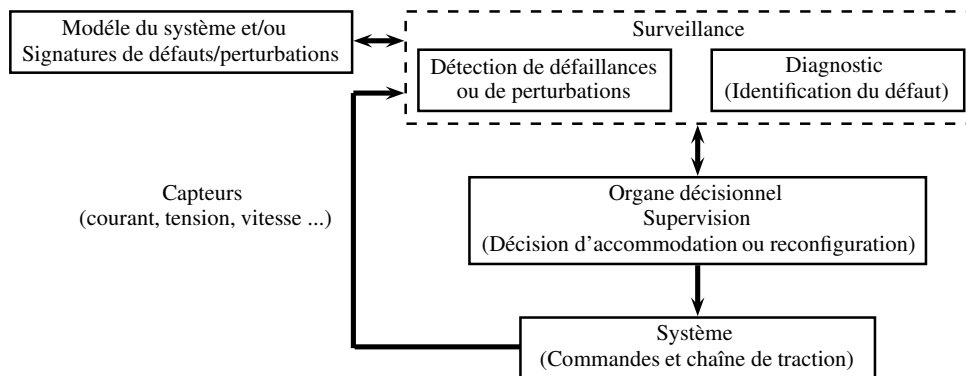 Modéle du système et/ou
Signatures de défauts/perturbations
Surveillance
Détection de défaillances
ou de perturbations
Diagnostic
(Identification du défaut)
Capteurs
(courant, tension, vitesse ...)
Organe décisionnel
Supervision
(Décision d'accommodation ou reconfiguration)
Système
(Commandes et chaîne de traction)